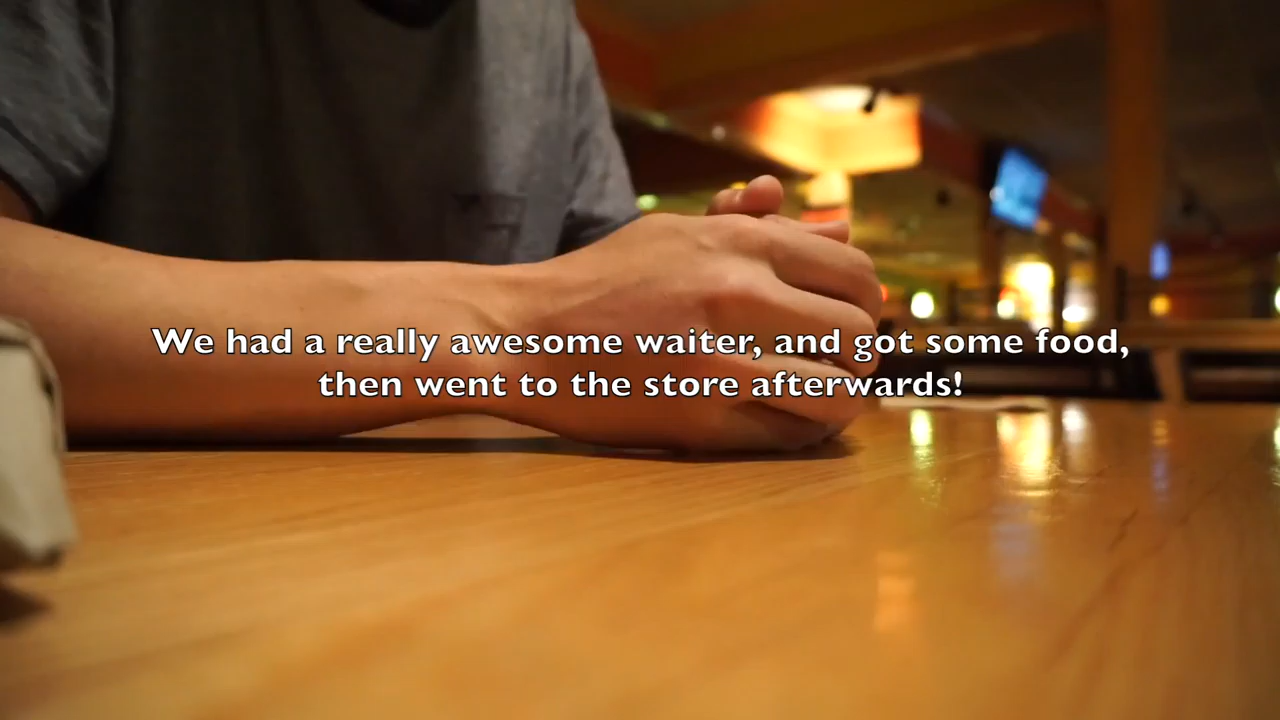 We had a really awesome waiter, and got some food,
then went to the store afterwards!